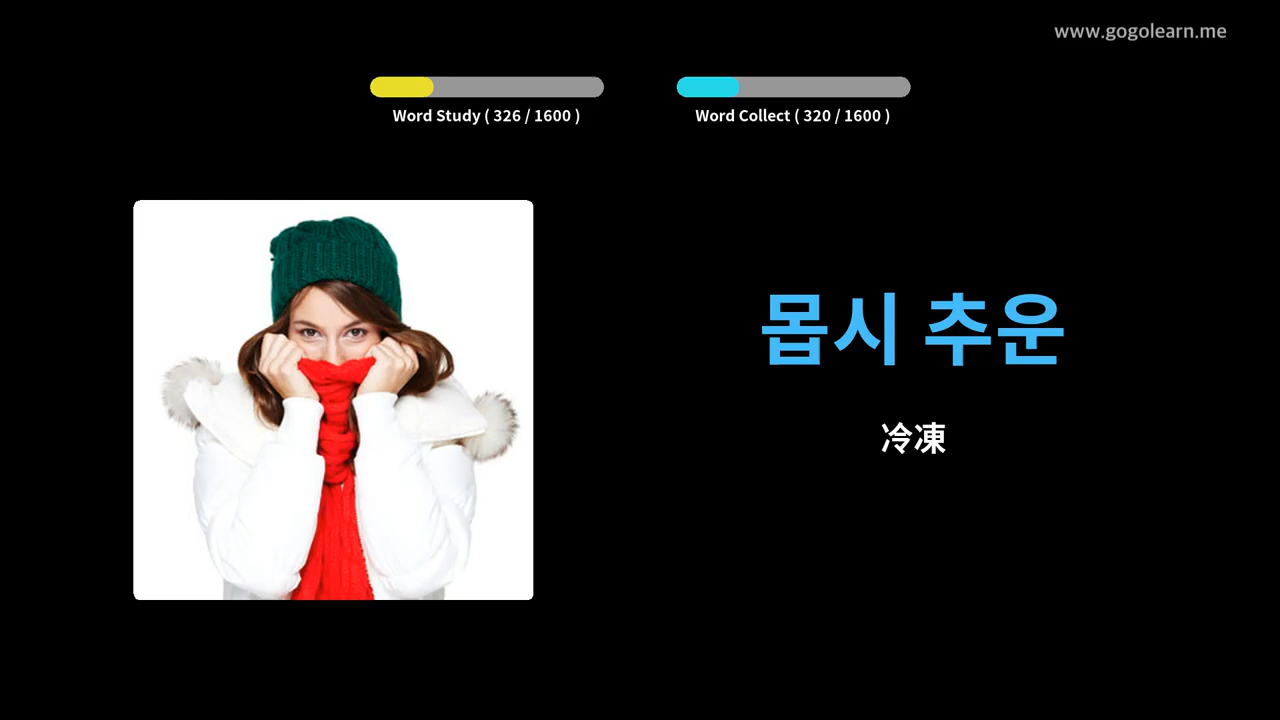 www.gogolearn.me
Word Study ( 326 / 1600 )
Word Collect ( 320 / 1600 )
몹시 추운
冷凍